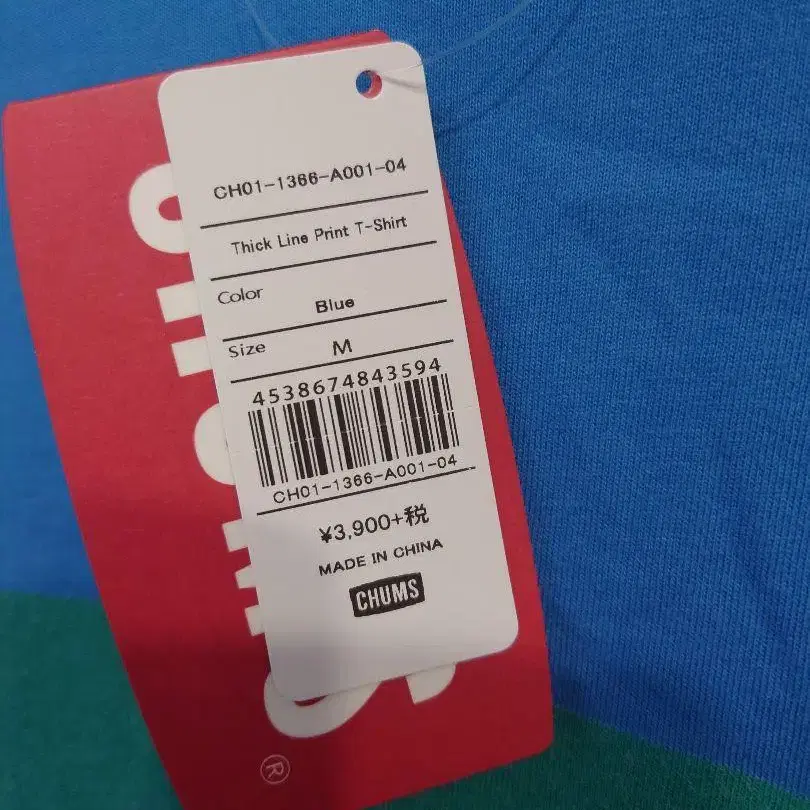 CH01-1366-A001-04
Thick Line Print T-Shirt
Color
Blue
Size
M
4538674843594
CH01-1366-A001-04
¥3,900+税
MADE IN CHINA
CHUMS
®